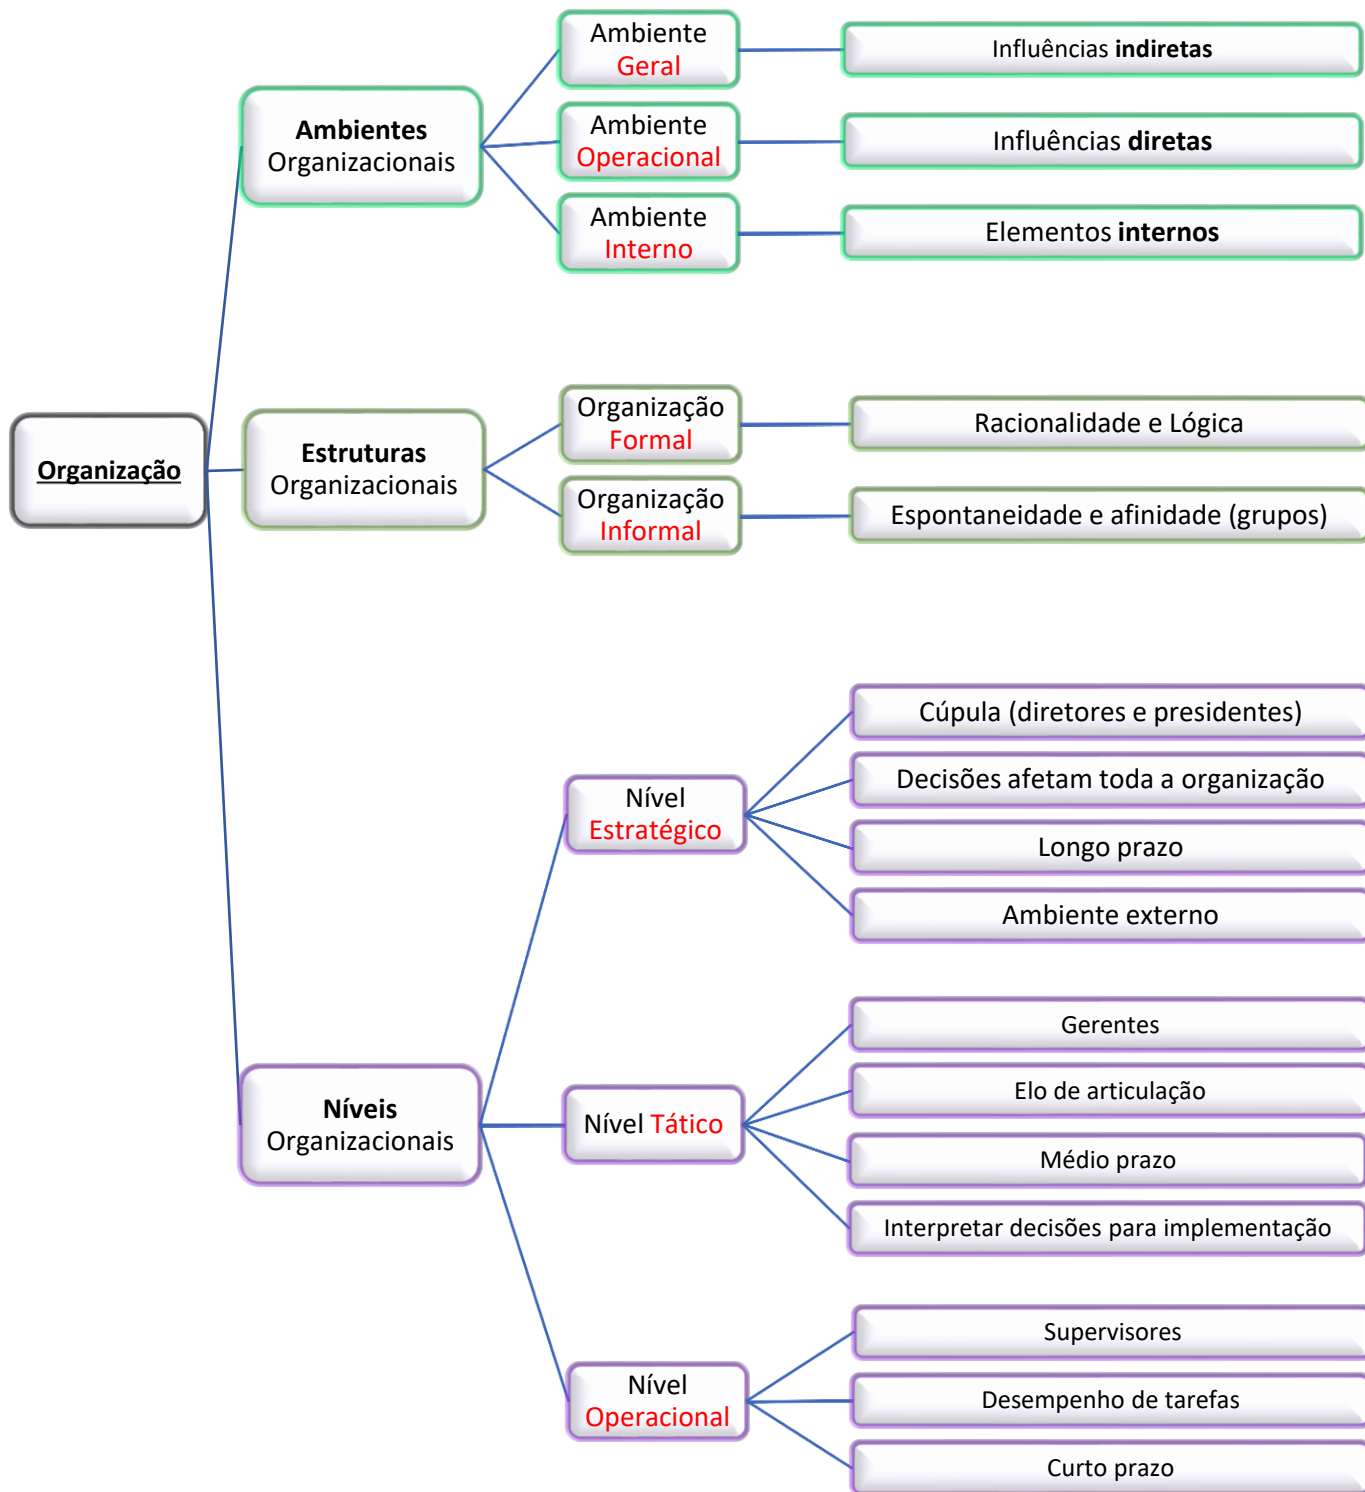 Organização
Ambientes
Organizacionais
Ambiente
Geral
Influências indiretas
Ambiente
Operacional
Influências diretas
Ambiente
Interno
Elementos internos
Estruturas
Organizacionais
Organização
Formal
Racionalidade e Lógica
Organização
Informal
Espontaneidade e afinidade (grupos)
Níveis
Organizacionais
Nível
Estratégico
Cúpula (diretores e presidentes)
Decisões afetam toda a organização
Longo prazo
Ambiente externo
Nível Tático
Gerentes
Elo de articulação
Médio prazo
Interpretar decisões para implementação
Nível
Operacional
Supervisores
Desempenho de tarefas
Curto prazo